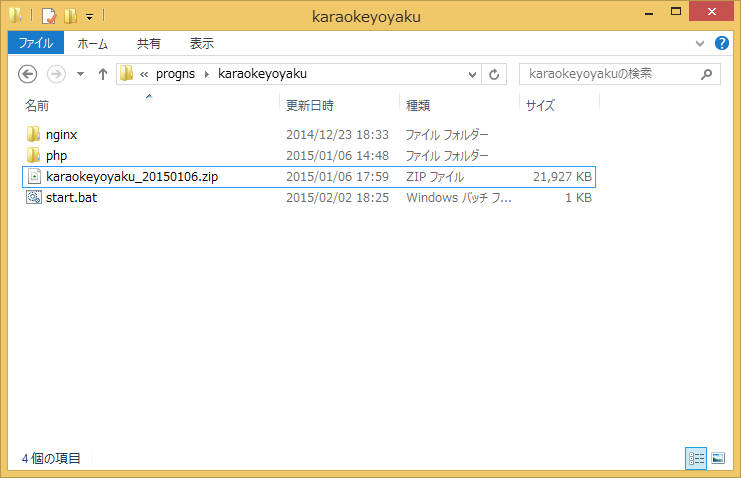 karaokeyoyaku
ファイル ホーム 共有 表示
« progns karaokeyoyaku karaokeyoyakuの検索
名前 更新日時 種類 サイズ
nginx 2014/12/23 18:33 ファイル フォルダー
php 2015/01/06 14:48 ファイル フォルダー
karaokeyoyaku_20150106.zip 2015/01/06 17:59 ZIP ファイル 21,927 KB
start.bat 2015/02/02 18:25 Windows バッチ フ... 1 KB
4 個の項目